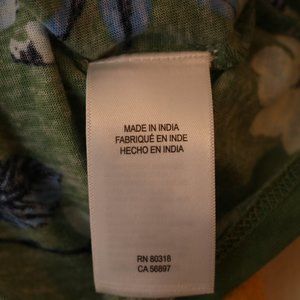 MADE IN INDIA
FABRIQUÉ EN INDE
HECHO EN INDIA
RN 80318
CA 56897